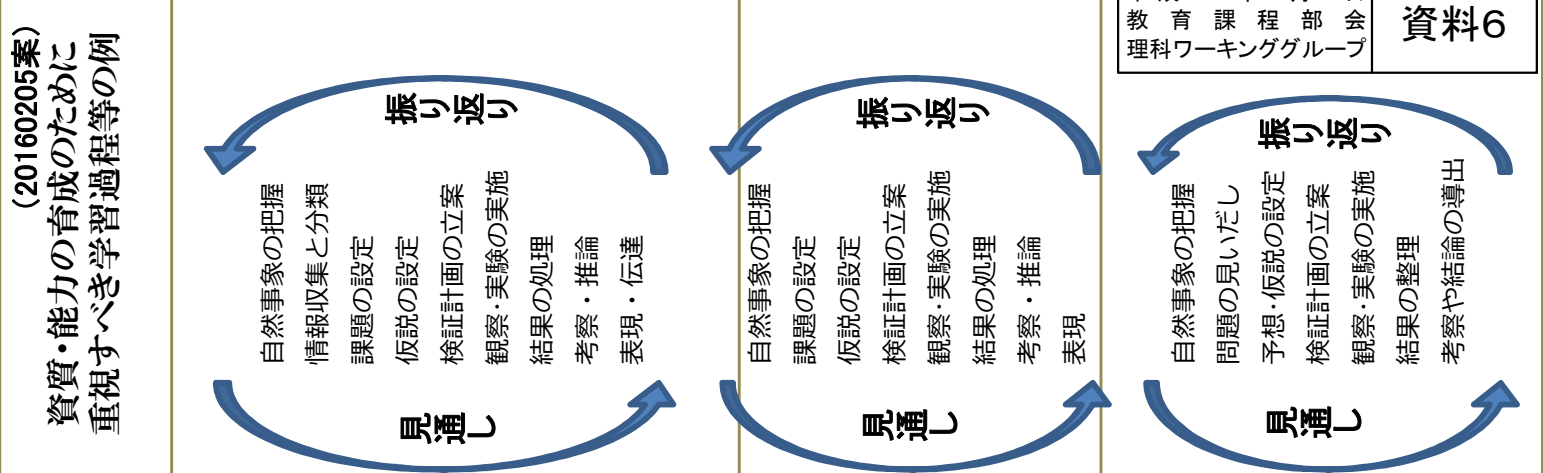 (20160205案)
資質・能力の育成のために
重視すべき学習過程等の例
振り返り
自然事象の把握
情報収集と分類
課題の設定
仮説の設定
検証計画の立案
観察・実験の実施
結果の処理
考察・推論
表現・伝達
見通し
振り返り
自然事象の把握
課題の設定
仮説の設定
検証計画の立案
観察・実験の実施
結果の処理
考察・推論
表現
見通し
教育課程部会
理科ワーキンググループ
資料6
振り返り
自然事象の把握
問題の見いだし
予想・仮説の設定
検証計画の立案
観察・実験の実施
結果の整理
考察や結論の導出
見通し